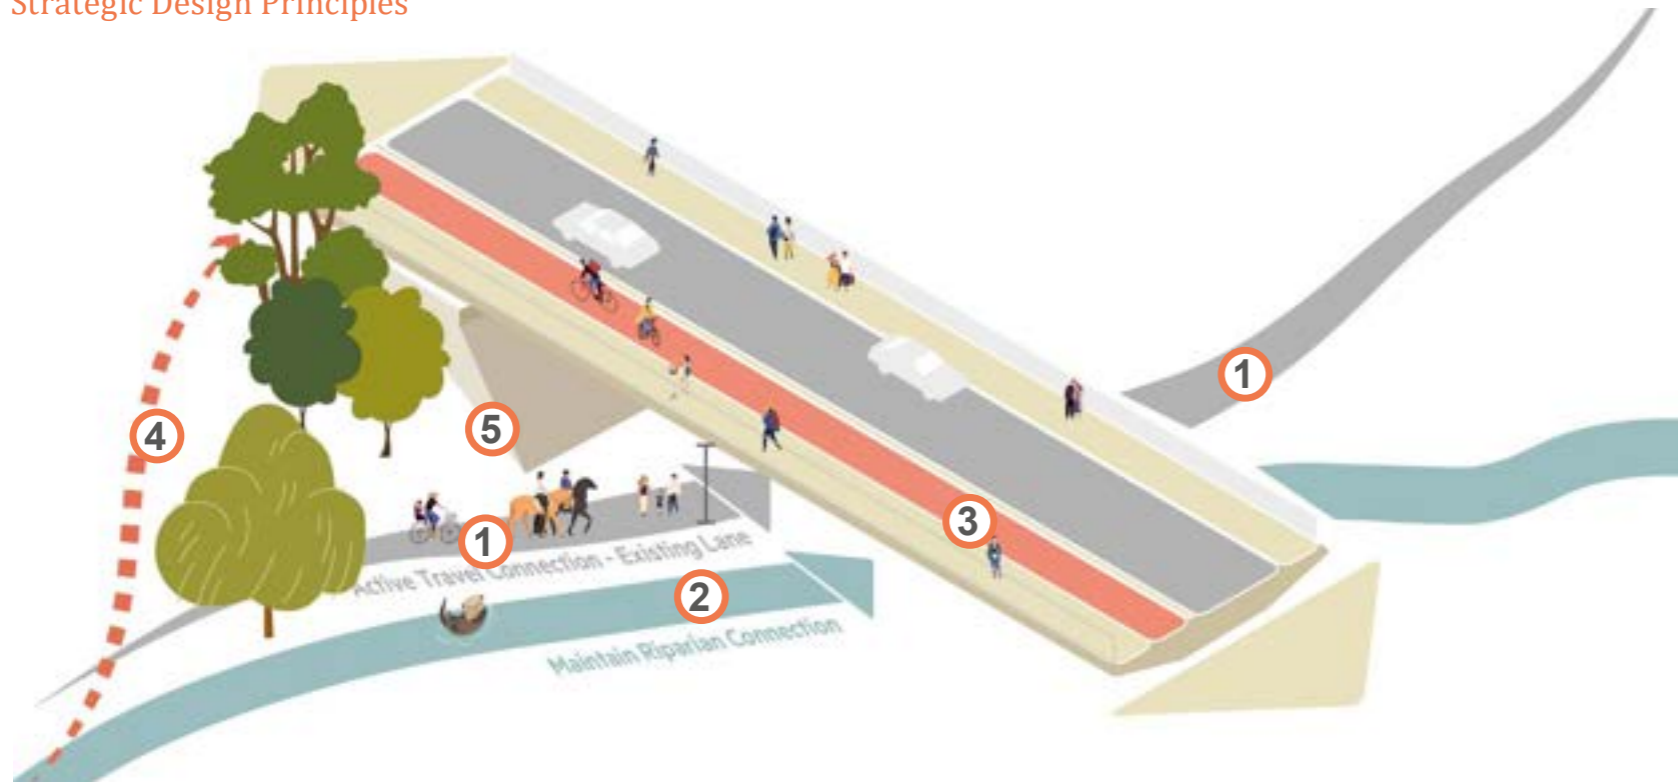 Strategic Design Principles
1
4
5
3
1
Active Travel Connection - Existing Lane
2
Maintain Riparian Connection